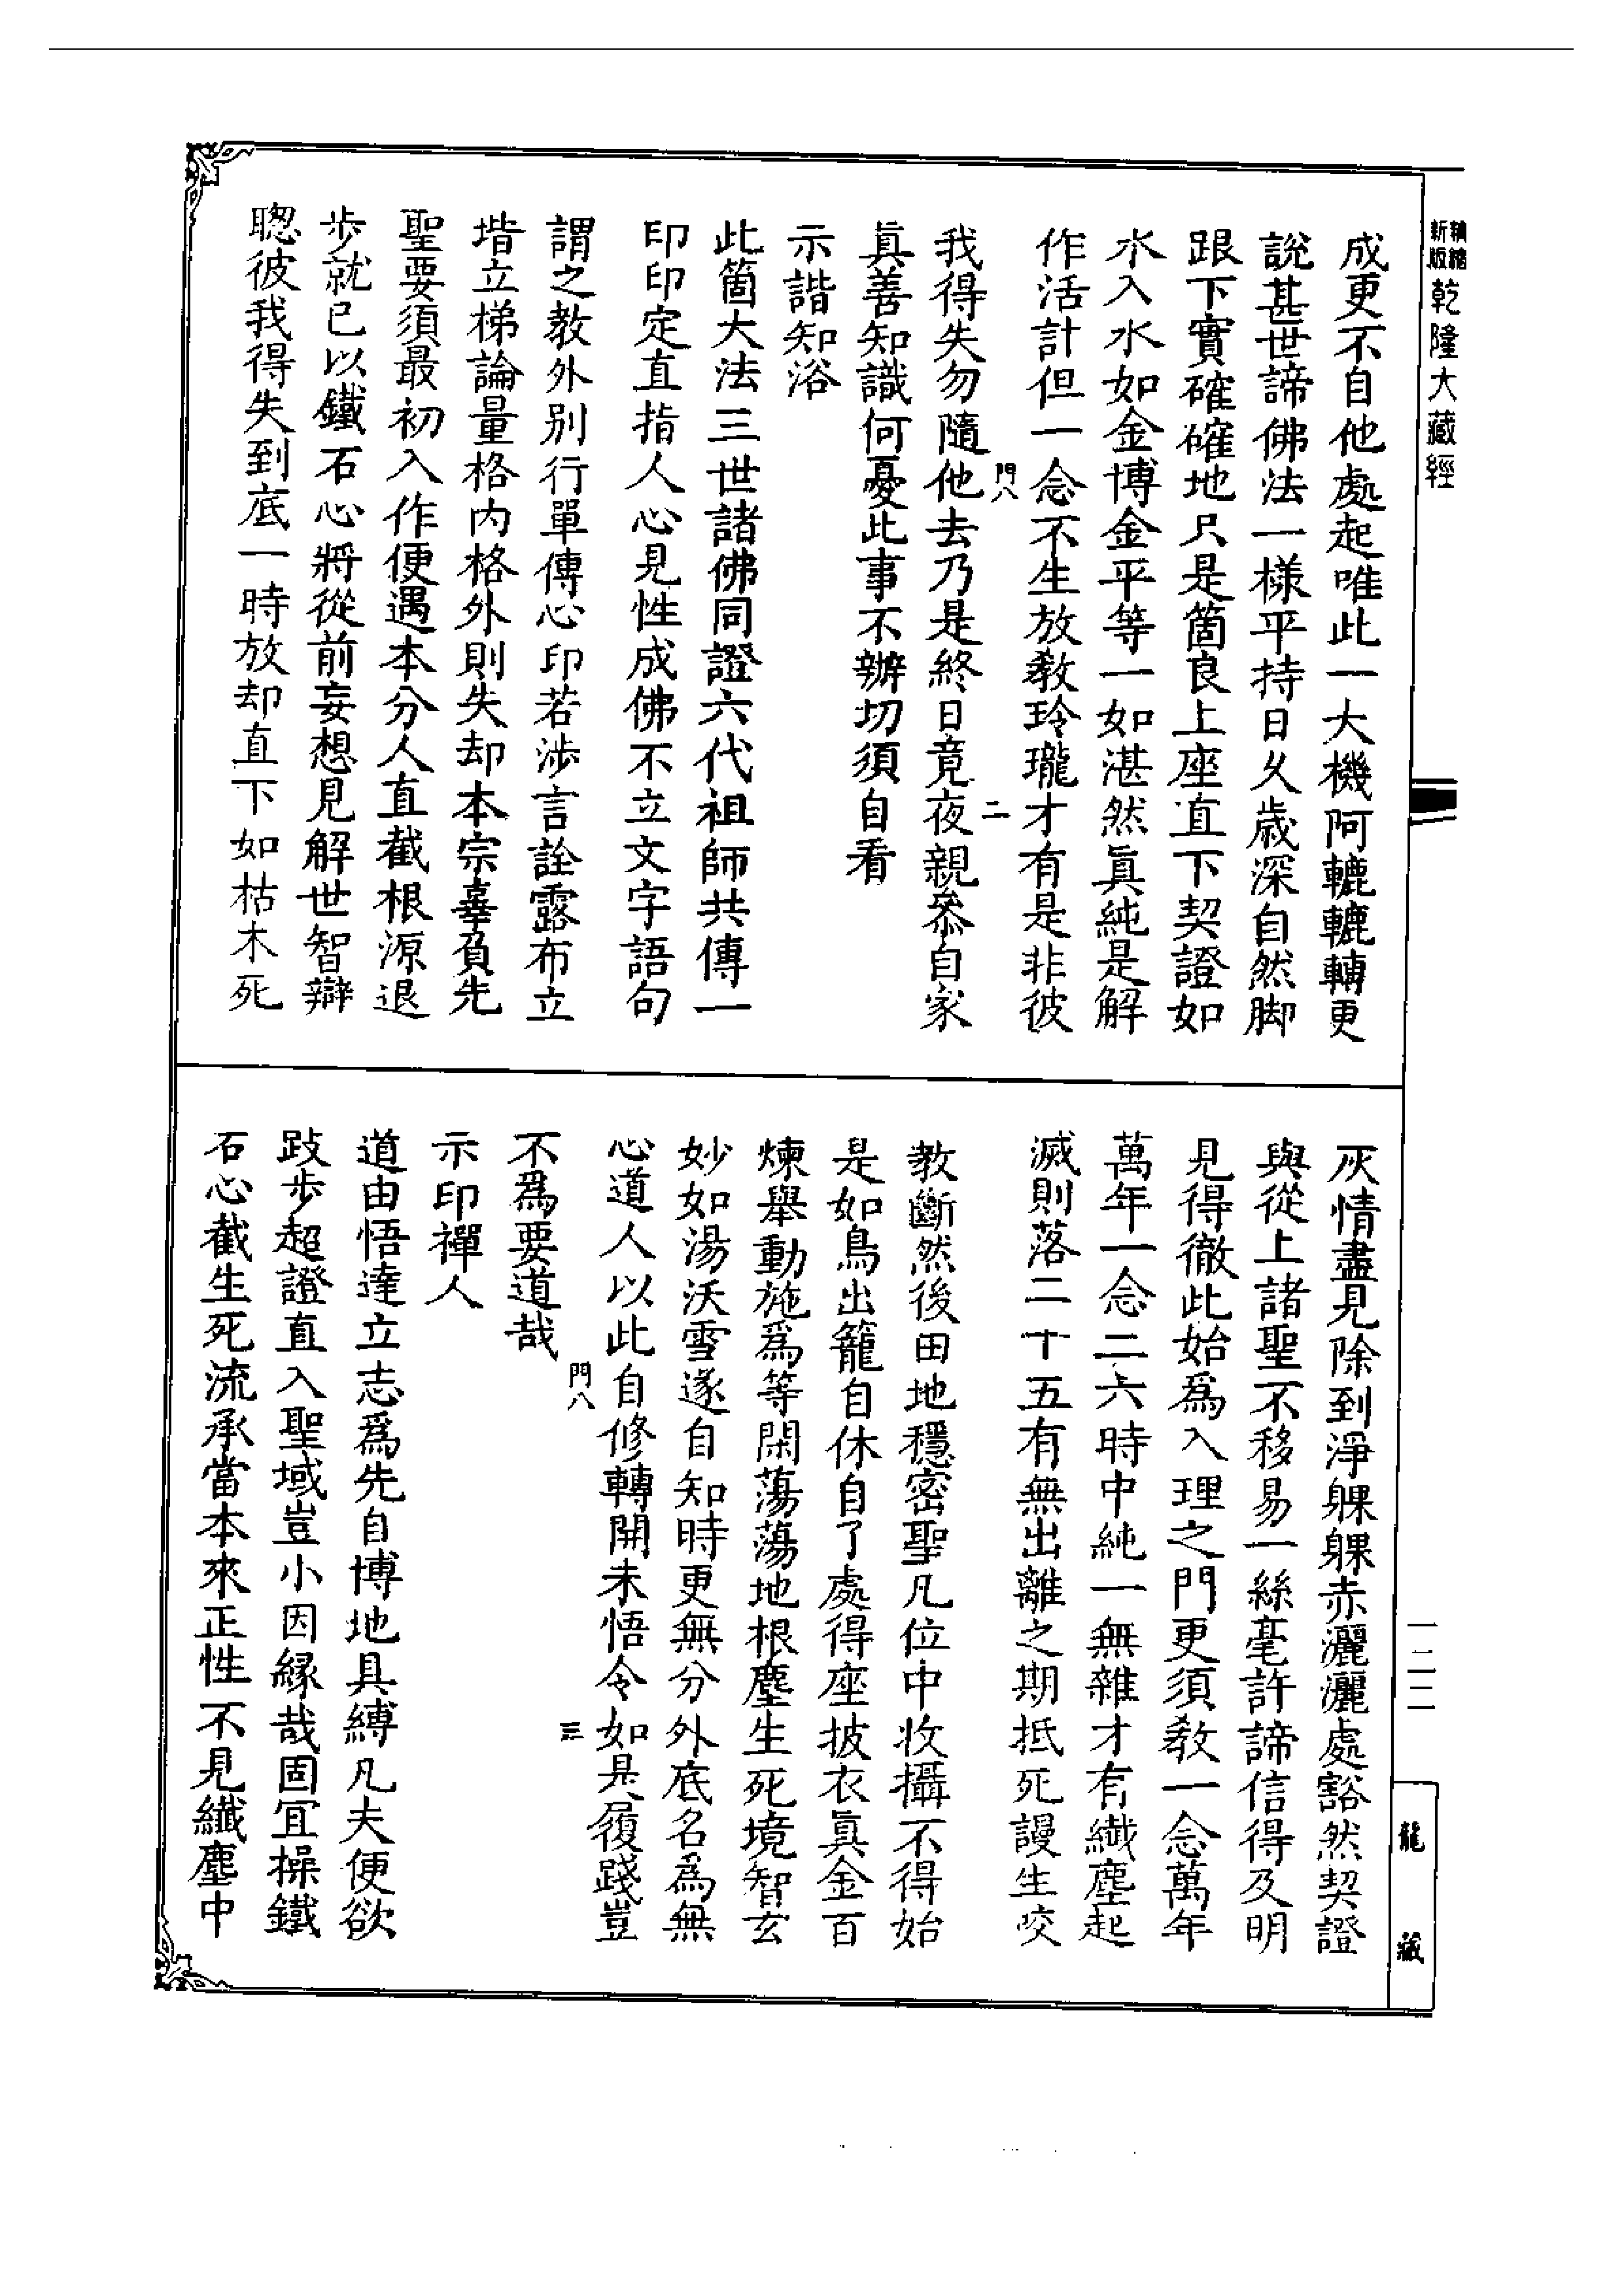 精縮
新版
乾隆大藏經
成更不自他處起唯此一大機阿轆轆轉更
說甚世諦佛法一樣平持日久歲深自然脚
跟下實確確地只是箇良上座直下契證如
水入水如金博金平等一如湛然眞純是解
作活計但一念不生放教玲瓏才有是非彼
門八
二
我得失勿隨他去乃是終日竟夜親叅自家
眞善知識何憂此事不辦切須自看
示諧知浴
此箇大法三世諸佛同證六代祖師共傳一
印印定直指人心見性成佛不立文字語句
謂之教外別行單傳心印若涉言詮露布立
堦立梯論量格内格外則失却本宗辜負先
聖要須最初入作便遇本分人直截根源退
步就已以鐵石心將從前妄想見解世智辯
聰彼我得失到底一時放却直下如枯木死
灰情盡見除到淨躶躶赤灑灑處豁然契證
與從上諸聖不移易一絲毫許諦信得及明
見得徹此始爲入理之門更須教一念萬年
萬年一念二六時中純一無雜才有纎塵起
滅則落二十五有無出離之期抵死謾生咬
教斷然後田地穩密聖凡位中收攝不得始
是如鳥出籠自休自了處得座披衣眞金百
煉舉動施爲等閑蕩蕩地根塵生死境智玄
妙如湯沃雪遂自知時更無分外底名爲無
心道人以此自修轉開未悟令如是履踐豈
門八
三
不爲要道哉
示印禪人
道由悟達立志爲先自博地具縛凡夫便欲
跂步超證直入聖域豈小因緣哉固宜操鐵
石心截生死流承當本來正性不見纎塵中
一二二
龍藏